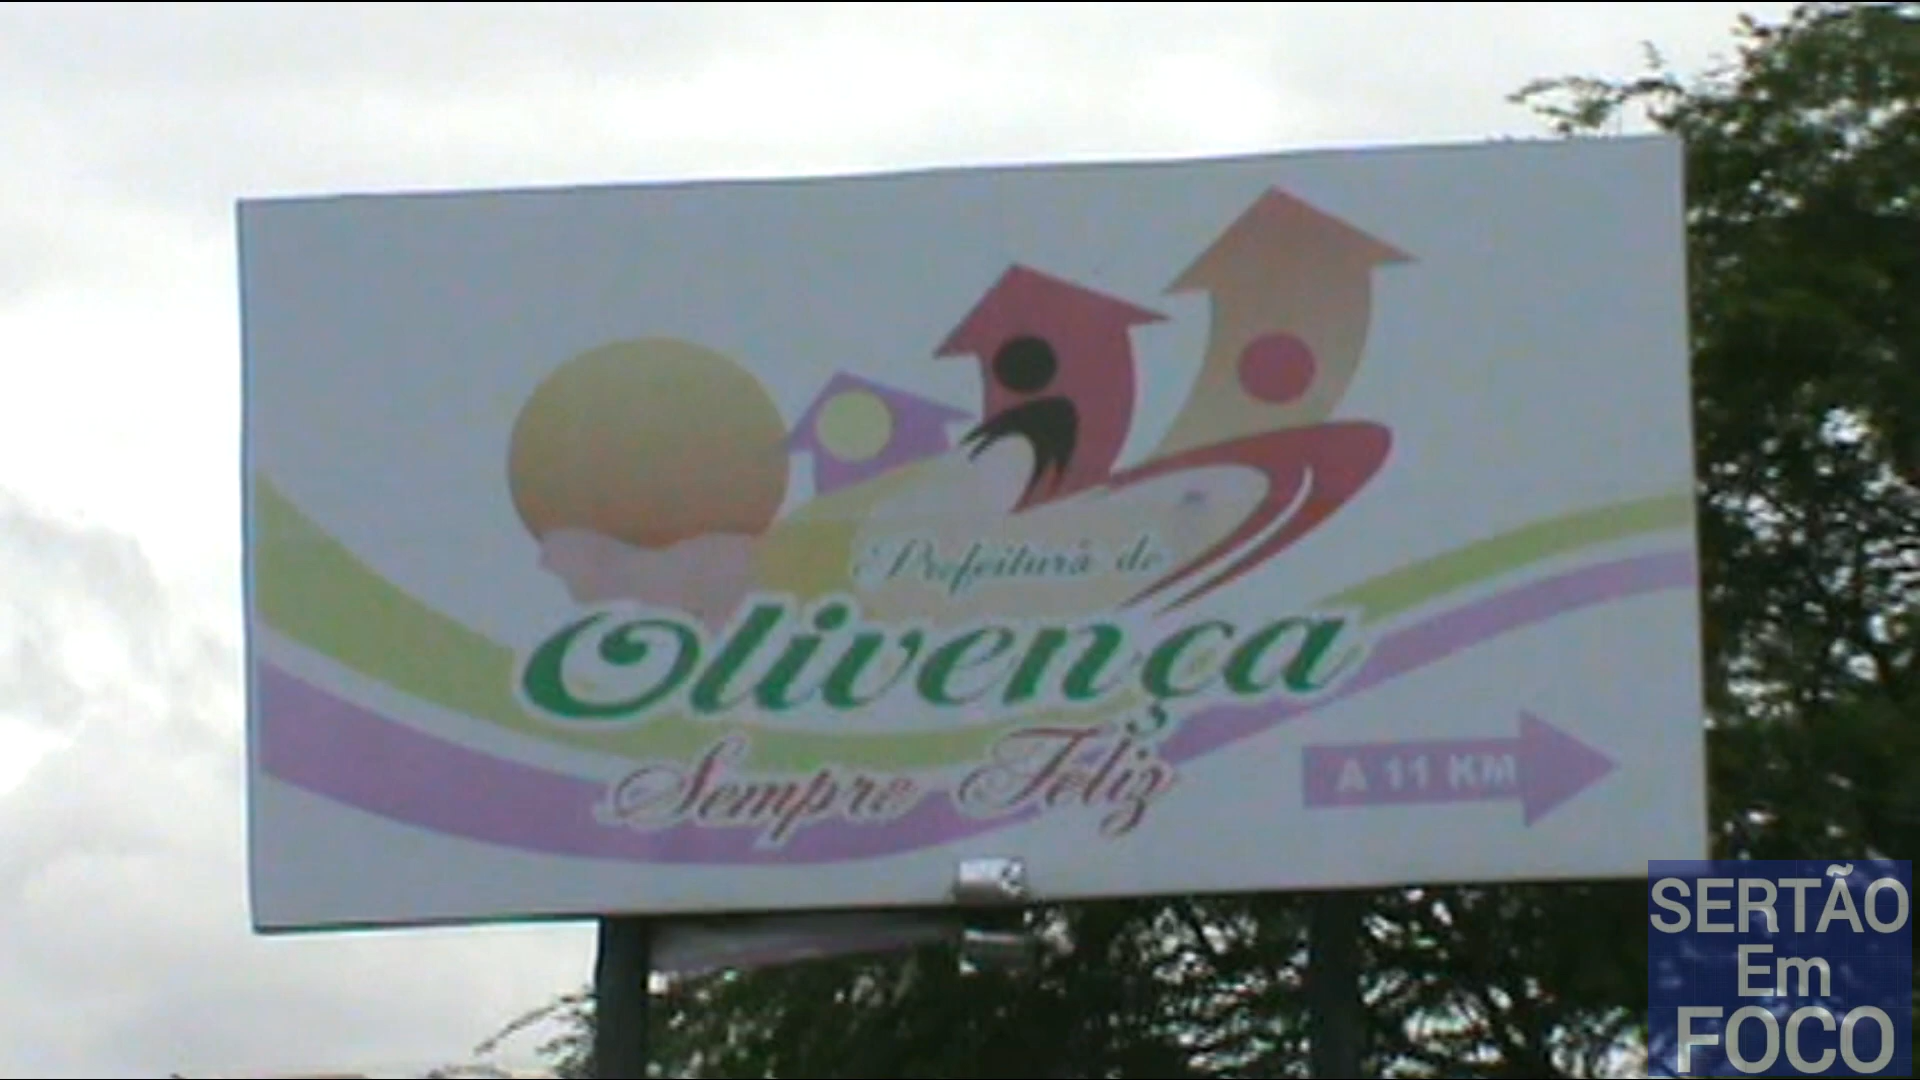 Prefeitura de
Olivença
Sempre Feliz
A 11 KM
SERTÃO
Em
FOCO